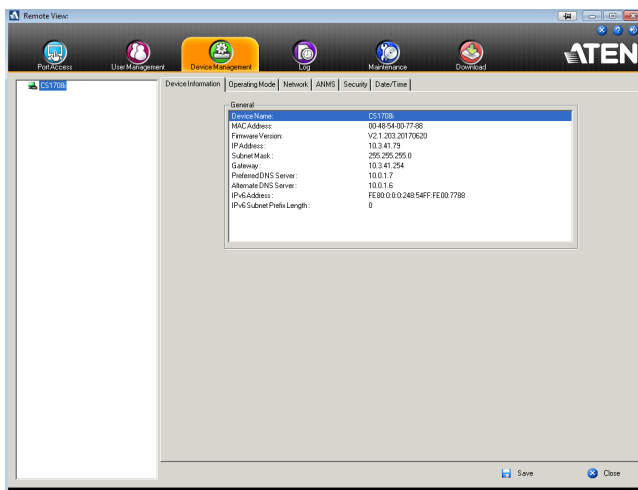 Remote View:
PortAccess User Management Device Management Log Maintenance Download ATEN
CS1708i
Device Information Operating Mode Network ANMS Security Date/Time
General
Device Name: CS1708i
MAC Address: 00-48-54-00-77-88
Firmware Version: V2.1.203.20170620
IP Address: 10.3.41.79
Subnet Mask: 255.255.255.0
Gateway: 10.3.41.254
Preferred DNS Server: 10.0.1.7
Alternate DNS Server: 10.0.1.6
IPv6 Address: FE80:0:0:0:248:54FF:FE00:7788
IPv6 Subnet Prefix Length: 0
Save Close